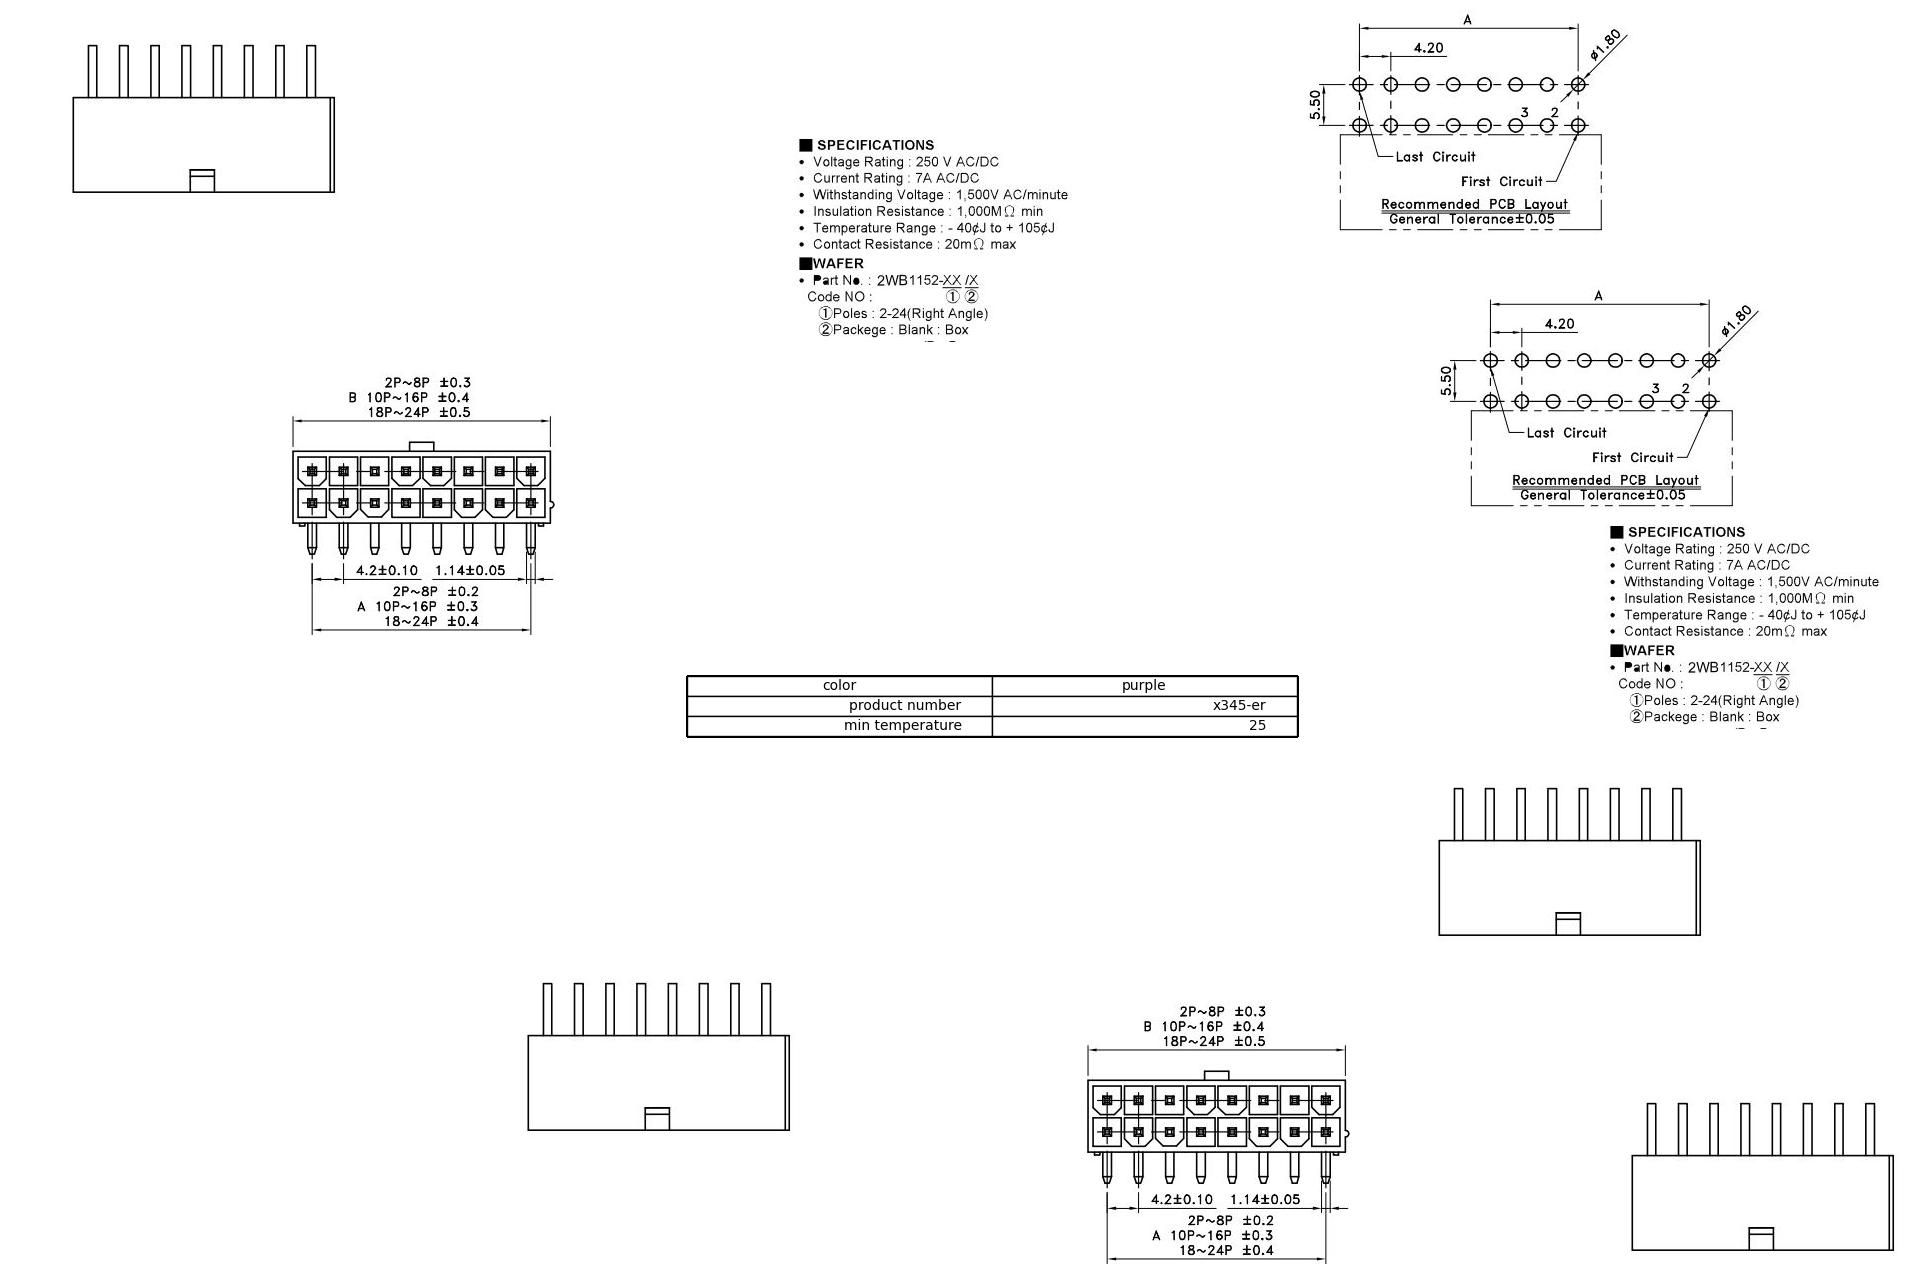 A
4.20
ø1.80
5.50
3 2
Last Circuit
First Circuit
Recommended PCB Layout
General Tolerance±0.05
■ SPECIFICATIONS
• Voltage Rating : 250 V AC/DC
• Current Rating : 7A AC/DC
• Withstanding Voltage : 1,500V AC/minute
• Insulation Resistance : 1,000MΩ min
• Temperature Range : - 40¢J to + 105¢J
• Contact Resistance : 20mΩ max
■WAFER
• Part No. : 2WB1152-XX /X
Code NO : ① ②
①Poles : 2-24(Right Angle)
②Packege : Blank : Box
A
4.20
ø1.80
5.50
3 2
Last Circuit
First Circuit
Recommended PCB Layout
General Tolerance±0.05
2P~8P ±0.3
B 10P~16P ±0.4
18P~24P ±0.5
4.2±0.10 1.14±0.05
2P~8P ±0.2
A 10P~16P ±0.3
18~24P ±0.4
■ SPECIFICATIONS
• Voltage Rating : 250 V AC/DC
• Current Rating : 7A AC/DC
• Withstanding Voltage : 1,500V AC/minute
• Insulation Resistance : 1,000MΩ min
• Temperature Range : - 40¢J to + 105¢J
• Contact Resistance : 20mΩ max
■WAFER
• Part No. : 2WB1152-XX /X
Code NO : ① ②
①Poles : 2-24(Right Angle)
②Packege : Blank : Box
color purple
product number x345-er
min temperature 25
2P~8P ±0.3
B 10P~16P ±0.4
18P~24P ±0.5
4.2±0.10 1.14±0.05
2P~8P ±0.2
A 10P~16P ±0.3
18~24P ±0.4